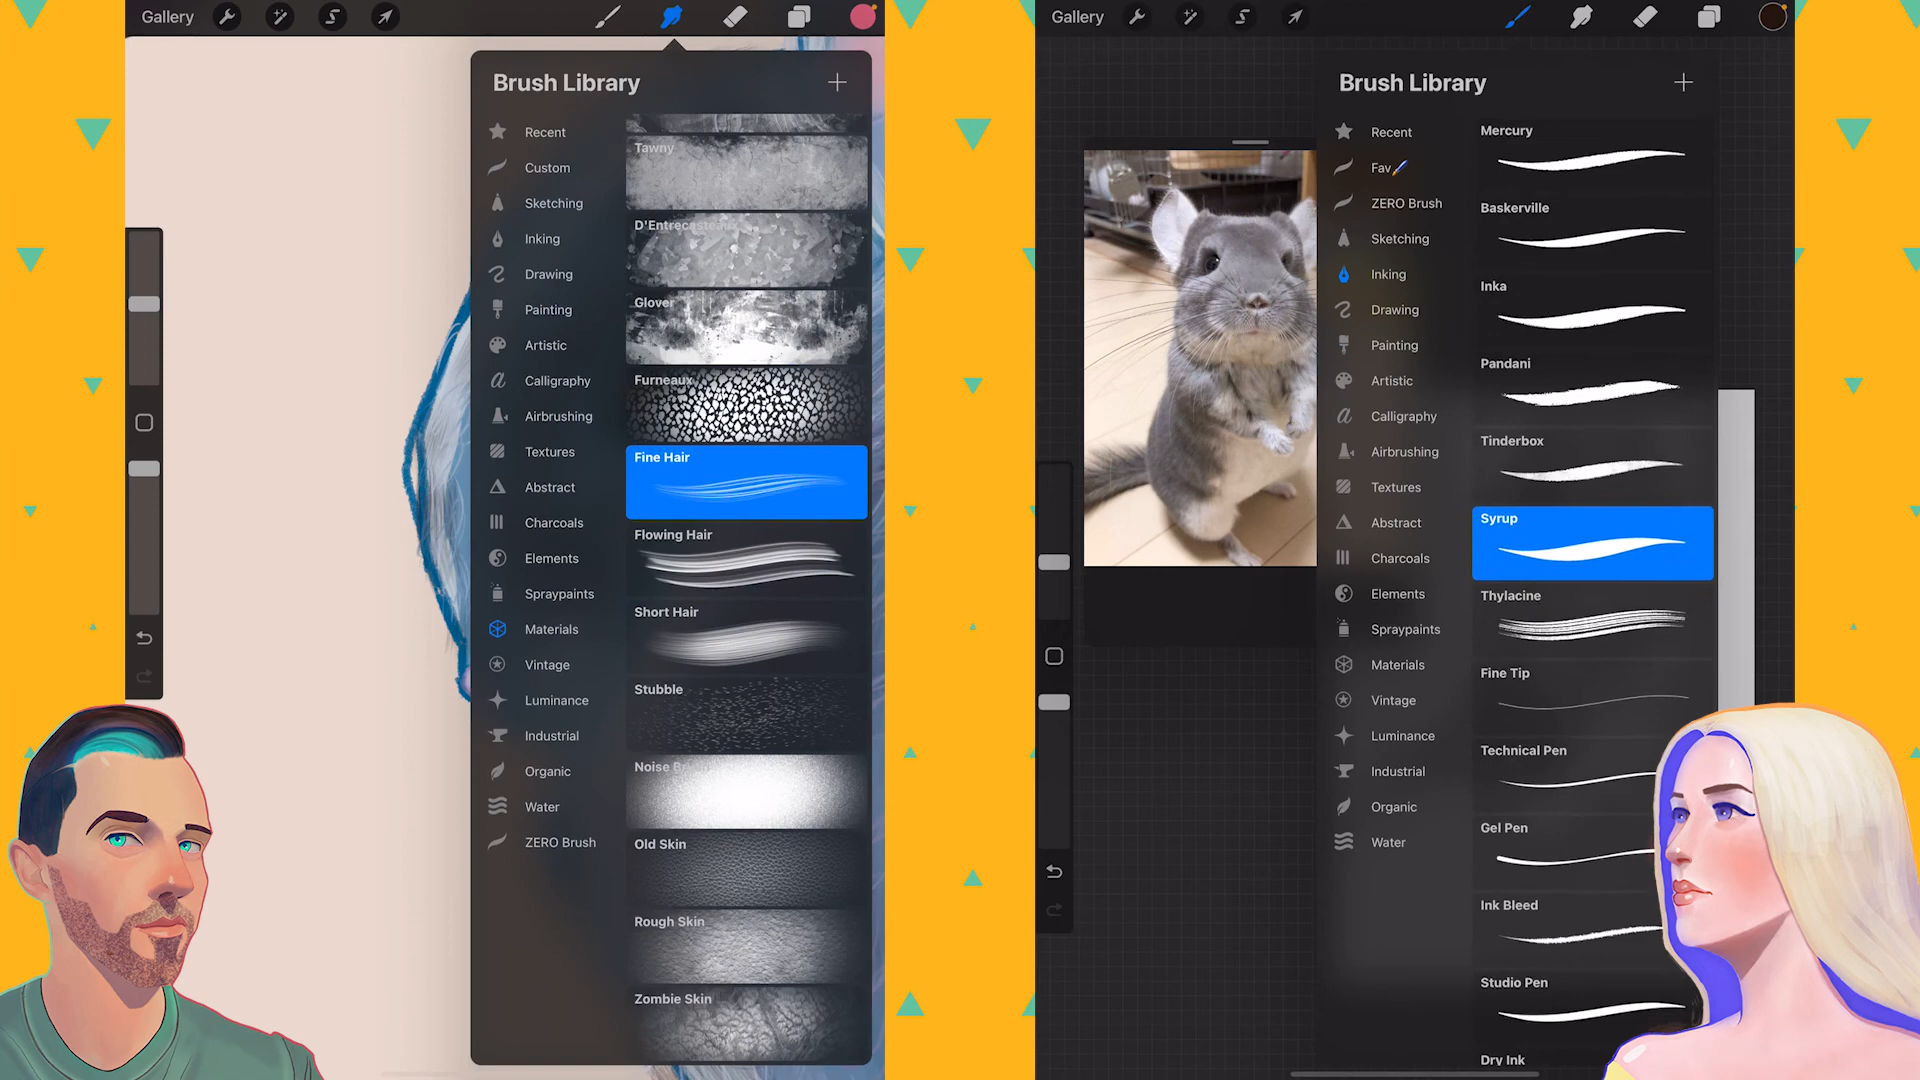 Gallery
Brush Library
Recent
Custom
Sketching
Inking
Drawing
Painting
Artistic
Calligraphy
Airbrushing
Textures
Abstract
Charcoals
Elements
Spraypaints
Materials
Vintage
Luminance
Industrial
Organic
Water
ZERO Brush
Tawny
D'Entrecasteaux
Glover
Furneaux
Fine Hair
Flowing Hair
Short Hair
Stubble
Noise
Old Skin
Rough Skin
Zombie Skin
Gallery
Brush Library
Recent
Fav
ZERO Brush
Sketching
Inking
Drawing
Painting
Artistic
Calligraphy
Airbrushing
Textures
Abstract
Charcoals
Elements
Spraypaints
Materials
Vintage
Luminance
Industrial
Organic
Water
Mercury
Baskerville
Inka
Pandani
Tinderbox
Syrup
Thylacine
Fine Tip
Technical Pen
Gel Pen
Ink Bleed
Studio Pen
Dry Ink